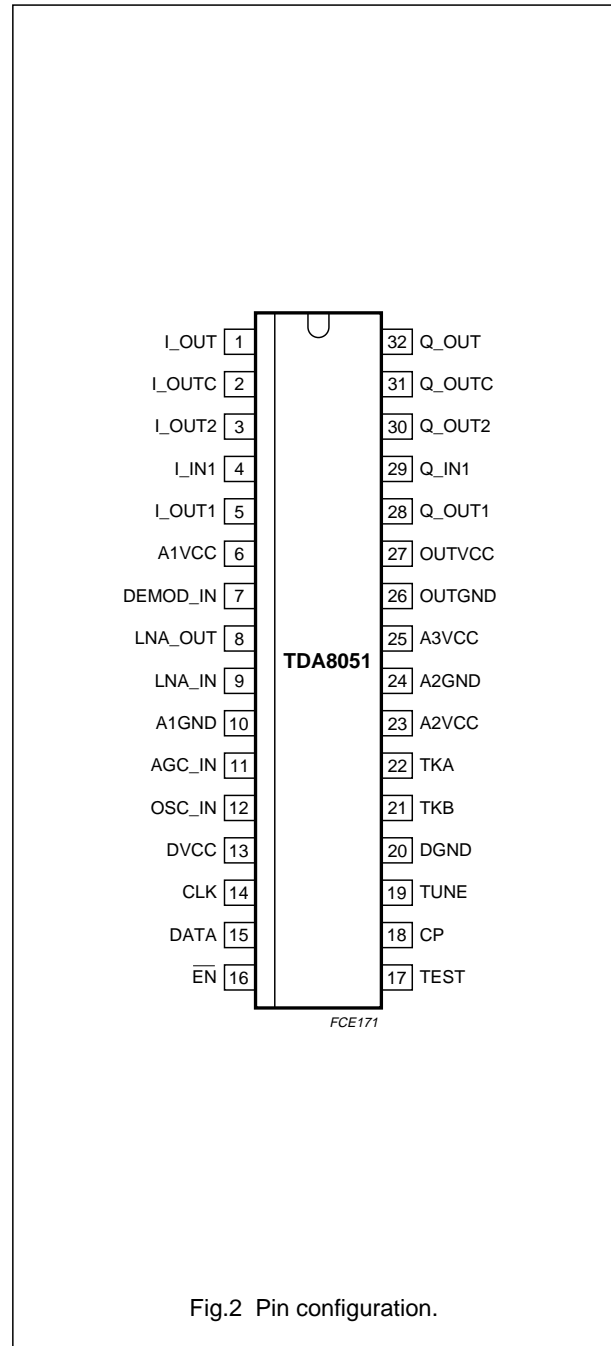 I_OUT 1 32 Q_OUT
I_OUTC 2 31 Q_OUTC
I_OUT2 3 30 Q_OUT2
I_IN1 4 29 Q_IN1
I_OUT1 5 28 Q_OUT1
A1VCC 6 27 OUTVCC
DEMOD_IN 7 26 OUTGND
LNA_OUT 8 25 A3VCC
TDA8051
LNA_IN 9 24 A2GND
A1GND 10 23 A2VCC
AGC_IN 11 22 TKA
OSC_IN 12 21 TKB
DVCC 13 20 DGND
CLK 14 19 TUNE
DATA 15 18 CP
E̅N̅ 16 17 TEST
FCE171
Fig.2 Pin configuration.